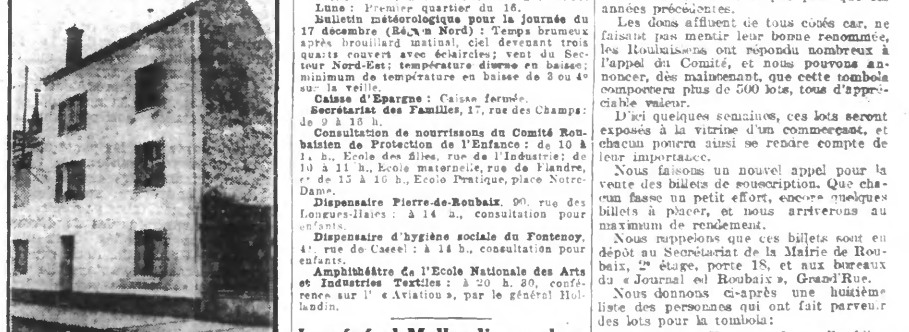 Lune : Premier quartier du 16.
Bulletin météorologique pour la journée du
17 décembre (Région Nord) : Temps brumeux
après brouillard matinal, ciel devenant trois
quarts couvert avec éclaircies; vent du Sec-
teur Nord-Est; température diurne en baisse;
minimum de température en baisse de 3 ou 4°
sur la veille.
Caisse d'Epargne : Caisse fermée.
Secrétariat des Familles, 17, rue des Champs:
de 9 à 16 h.
Consultation de nourrissons du Comité Rou-
baisien de Protection de l'Enfance : de 10 à
h., Ecole des filles, rue de l'Industrie; de
10 à 11 h., Ecole maternelle, rue de Flandre,
et de 15 à 16 h., Ecole Pratique, place Notre-
Dame.
Dispensaire Pierre-de-Roubaix, 90, rue des
Longues-Haies : à 14 h., consultation pour
enfants.
Dispensaire d'hygiène sociale du Fontenoy,
rue de Cassel : à 14 h., consultation pour
enfants.
Amphithéâtre de l'Ecole Nationale des Arts
et Industries Textiles : à 20 h. 30, confé-
rence sur l' « Aviation », par le général Hol-
landin.
années précédentes.
Les dons affluent de tous côtés car, ne
faisant pas mentir leur bonne renommée,
les Roubaisiens ont répondu nombreux à
l'appel du Comité, et nous pouvons an-
noncer, dès maintenant, que cette tombola
comportera plus de 500 lots, tous d'appré-
ciable valeur.
D'ici quelques semaines, ces lots seront
exposés à la vitrine d'un commerçant, et
chacun pourra ainsi se rendre compte de
leur importance.
Nous faisons un nouvel appel pour la
vente des billets de souscription. Que cha-
cun fasse un petit effort, encore quelques
billets à placer, et nous arriverons au
maximum de rendement.
Nous rappelons que ces billets sont en
dépôt au Secrétariat de la Mairie de Rou-
baix, 2e étage, porte 18, et aux bureaux
du « Journal ed Roubaix », Grand'Rue.
Nous donnons ci-après une huitième
liste des personnes qui ont fait parveur
des lots pour la tombola: